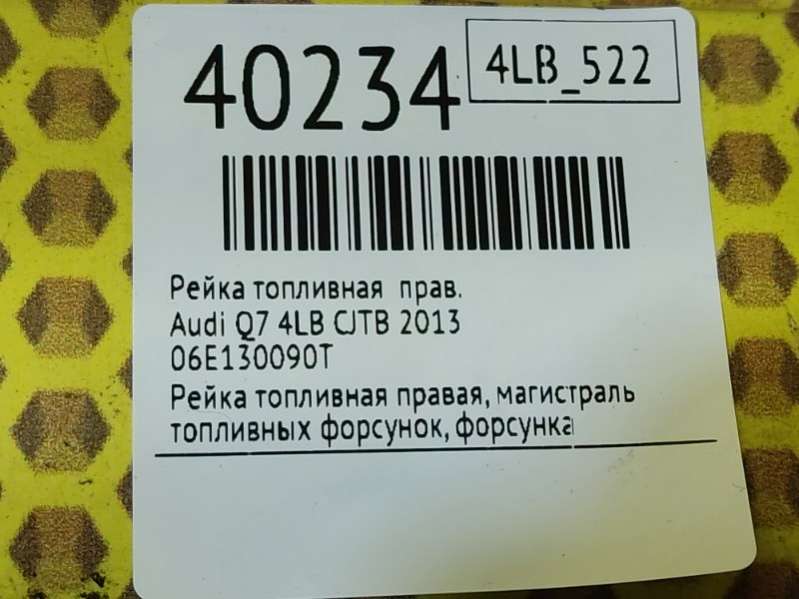 40234
4LB_522
Рейка топливная прав.
Audi Q7 4LB CJTB 2013
06E130090T
Рейка топливная правая, магистраль
топливных форсунок, форсунка